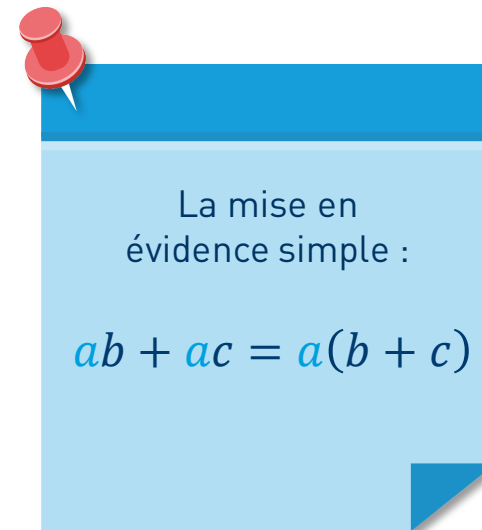 La mise en
évidence simple :
ab + ac = a(b + c)